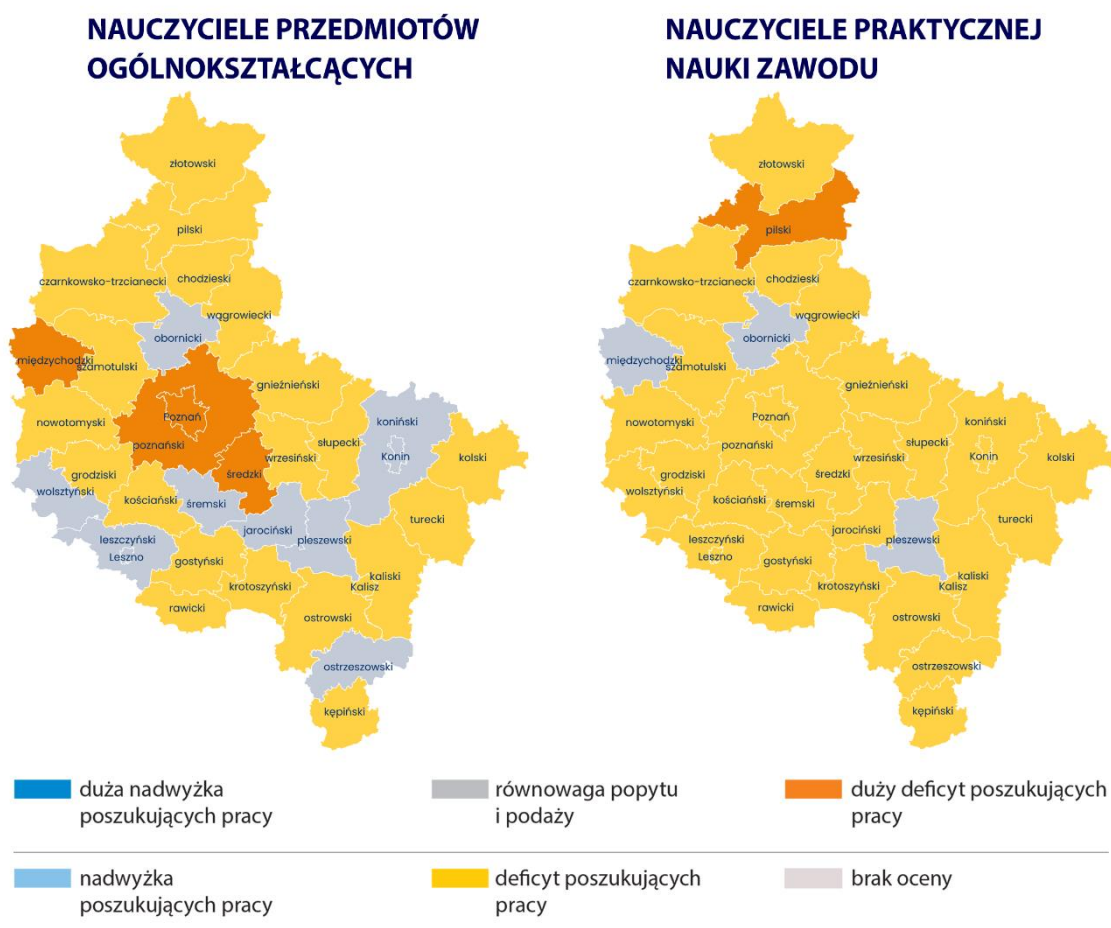 NAUCZYCIELE PRZEDMIOTÓW
OGÓLNOKSZTAŁCĄCYCH
złotowski
pilski
czarnkowsko-trzcianecki
chodzieski
wągrowiecki
obornicki
międzychodzki
szamotulski
gnieźnieński
Poznań
nowotomyski
koniński
poznański
słupecki
wrzesiński
Konin
kolski
grodziski
średzki
wolsztyński
kościański
śremski
turecki
jarociński
leszczyński
pleszewski
Leszno
gostyński
kaliski
krotoszyński
Kalisz
rawicki
ostrowski
ostrzeszowski
kępiński
NAUCZYCIELE PRAKTYCZNEJ
NAUKI ZAWODU
złotowski
pilski
czarnkowsko-trzcianecki
chodzieski
wągrowiecki
obornicki
międzychodzki
szamotulski
gnieźnieński
Poznań
nowotomyski
koniński
poznański
słupecki
wrzesiński
Konin
kolski
grodziski
średzki
wolsztyński
kościański
śremski
turecki
jarociński
leszczyński
pleszewski
Leszno
gostyński
kaliski
krotoszyński
Kalisz
rawicki
ostrowski
ostrzeszowski
kępiński
duża nadwyżka
poszukujących pracy
równowaga popytu
i podaży
duży deficyt poszukujących
pracy
nadwyżka
poszukujących pracy
deficyt poszukujących
pracy
brak oceny